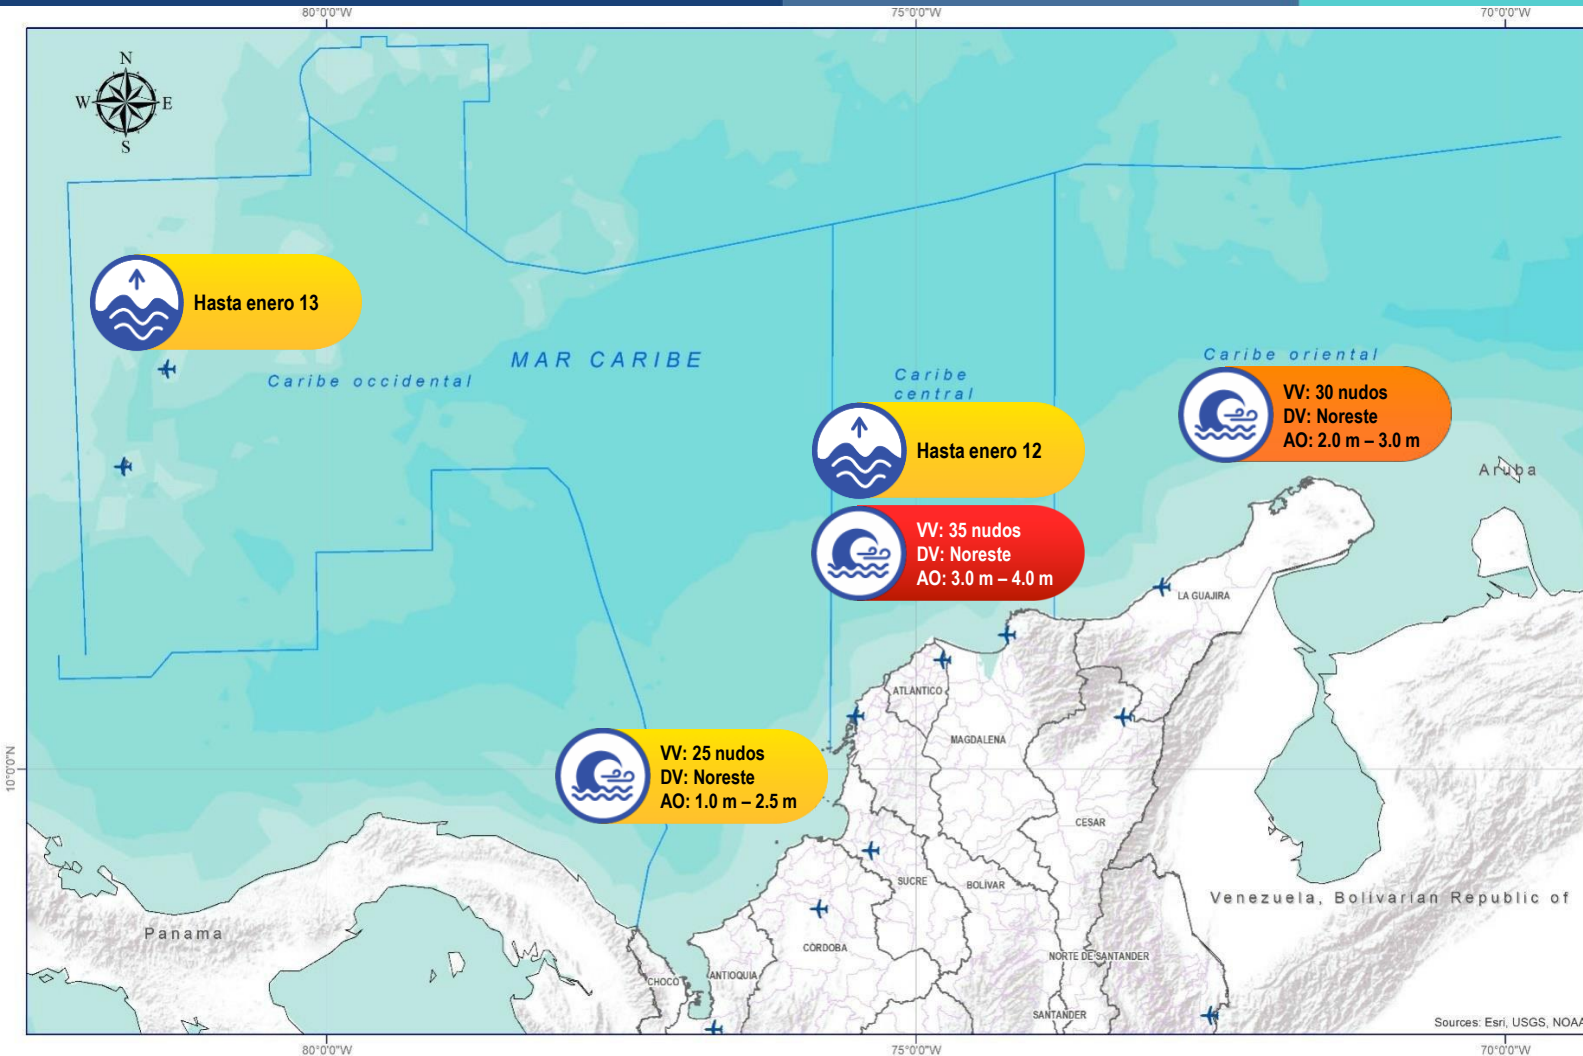 80°0'0"W
75°0'0"W
70°0'0"W
N
W
E
S
Hasta enero 13
MAR CARIBE
Caribe occidental
Caribe oriental
Caribe
central
VV: 30 nudos
DV: Noreste
AO: 2.0 m – 3.0 m
Hasta enero 12
Aruba
VV: 35 nudos
DV: Noreste
AO: 3.0 m – 4.0 m
LA GUAJIRA
ATLÁNTICO
MAGDALENA
10°0'0"N
VV: 25 nudos
DV: Noreste
AO: 1.0 m – 2.5 m
CESAR
SUCRE
BOLÍVAR
Venezuela, Bolivarian Republic of
Panama
CÓRDOBA
NORTE DE SANTANDER
CHOCÓ
ANTIOQUIA
SANTANDER
Sources: Esri, USGS, NOAA
80°0'0"W
75°0'0"W
70°0'0"W